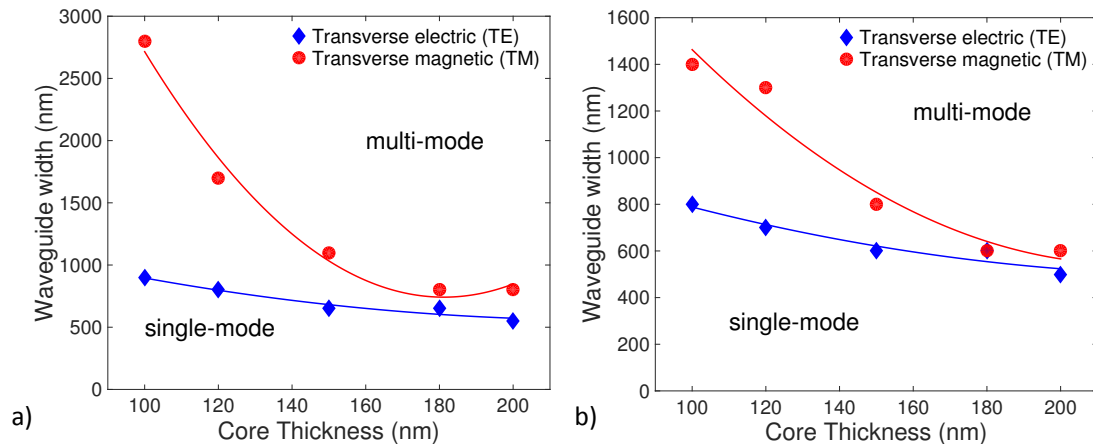 3000
2500
2000
1500
1000
500
0
100 120 140 160 180 200
Waveguide width (nm)
Core Thickness (nm)
Transverse electric (TE)
Transverse magnetic (TM)
multi-mode
single-mode
a)
1600
1400
1200
1000
800
600
400
200
0
100 120 140 160 180 200
Waveguide width (nm)
Core Thickness (nm)
Transverse electric (TE)
Transverse magnetic (TM)
multi-mode
single-mode
b)